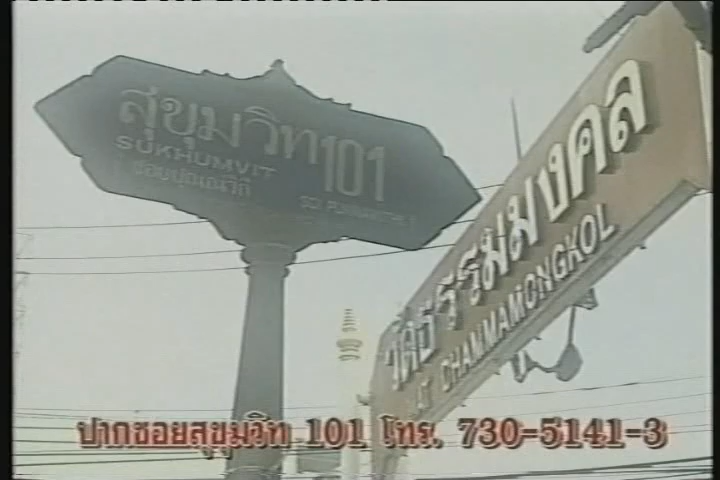 สุขุมวิท 101
SUKHUMVIT
ซอยปุณณวิถี
SOI PUNNAWITHI
วัดธรรมมงคล
WAT DHAMMAMONGKOL
ปากซอยสุขุมวิท 101 โทร. 730-5141-3